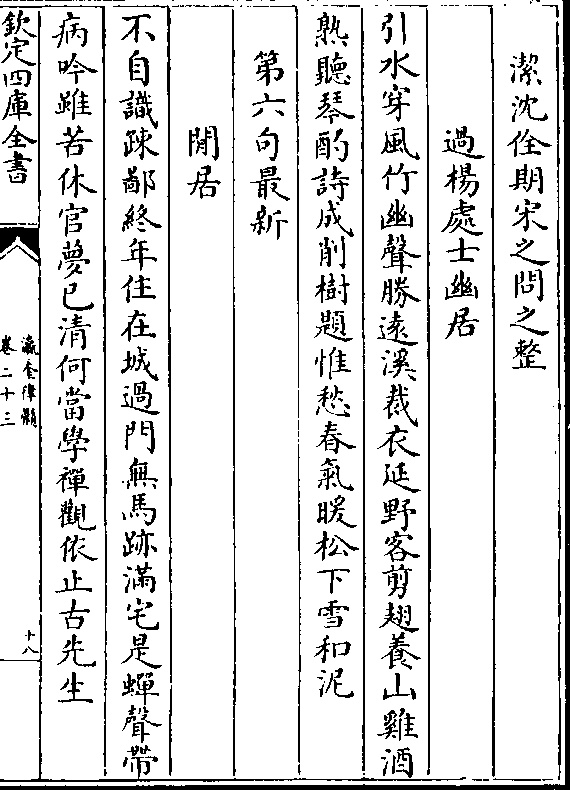 潔沈佺期宋之問之整
過楊處士幽居
引水穿風竹幽聲勝遠溪裁衣延野客剪翅養山雞酒
熟聽琴酌詩成削樹題惟愁春氣暖松下雪和泥
第六句最新
閒居
不自識踈鄙終年住在城過門無馬跡滿宅是蟬聲帶
病吟雖苦休官夢已清何當學禪觀依止古先生
欽定四庫全書
瀛奎律髓
卷二十三
十八